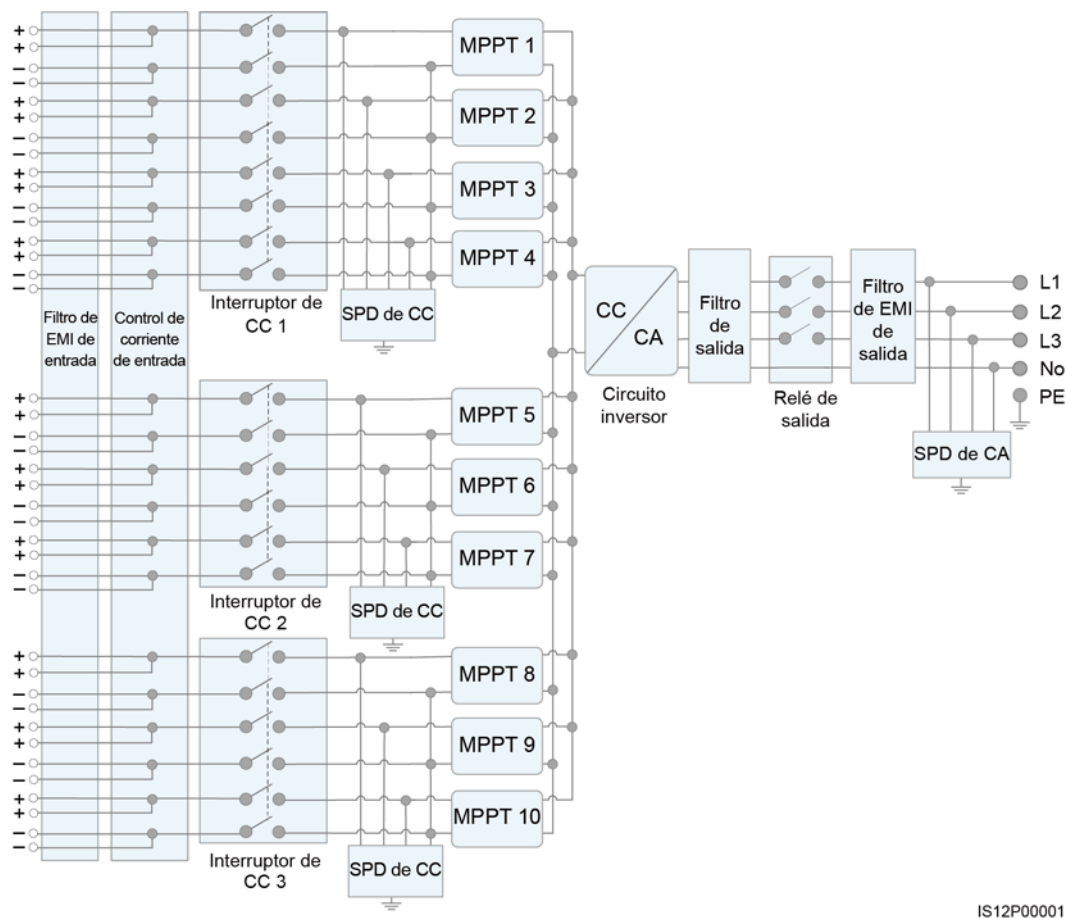 +
+
−
−
+
+
−
−
+
+
−
−
+
+
−
−
Filtro de
EMI de
entrada
Control de
corriente
de entrada
Interruptor de
CC 1
SPD de CC
MPPT 1
MPPT 2
MPPT 3
MPPT 4
+
+
−
−
+
+
−
−
+
+
−
−
Interruptor de
CC 2
SPD de CC
MPPT 5
MPPT 6
MPPT 7
+
+
−
−
+
+
−
−
+
+
−
−
Interruptor de
CC 3
SPD de CC
MPPT 8
MPPT 9
MPPT 10
CC
CA
Circuito
inversor
Filtro
de
salida
Relé de
salida
Filtro
de EMI
de
salida
L1
L2
L3
No
PE
SPD de CA
IS12P00001